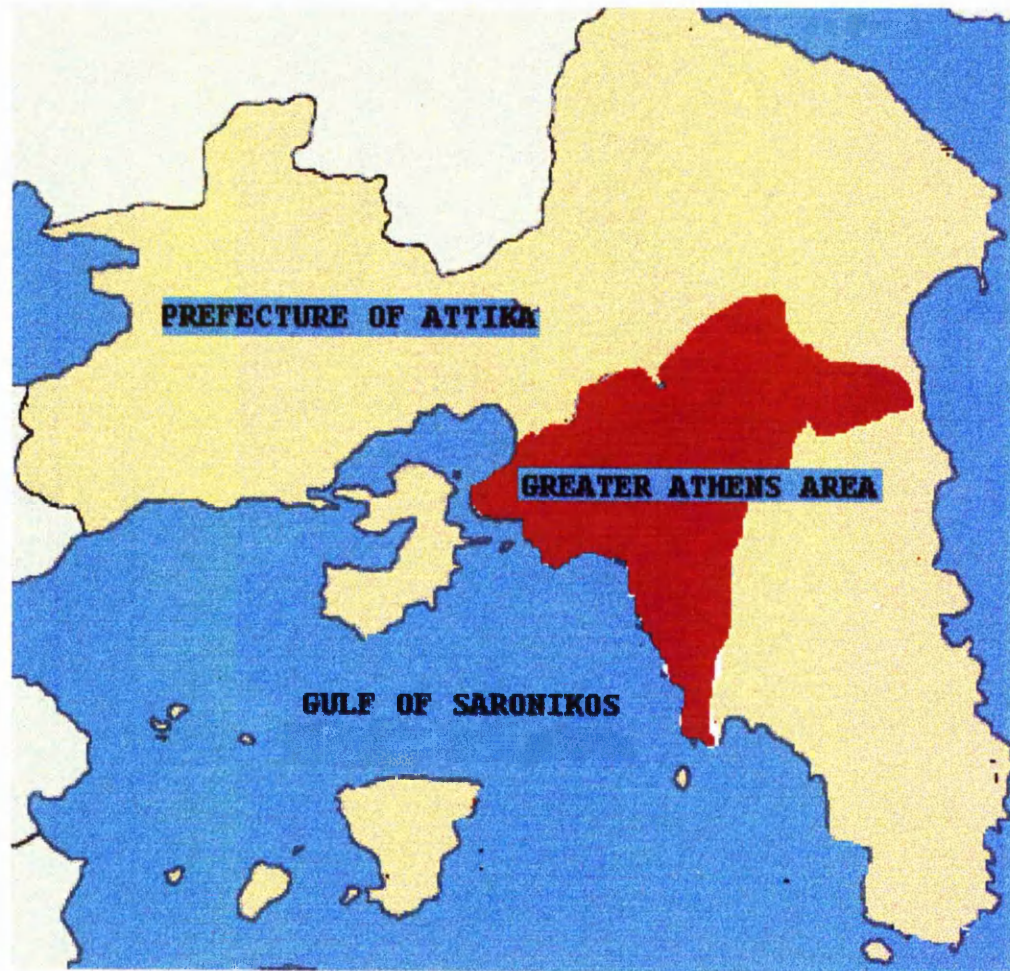 PREFECTURE OF ATTIKA
GREATER ATHENS AREA
GULF OF SARONIKOS